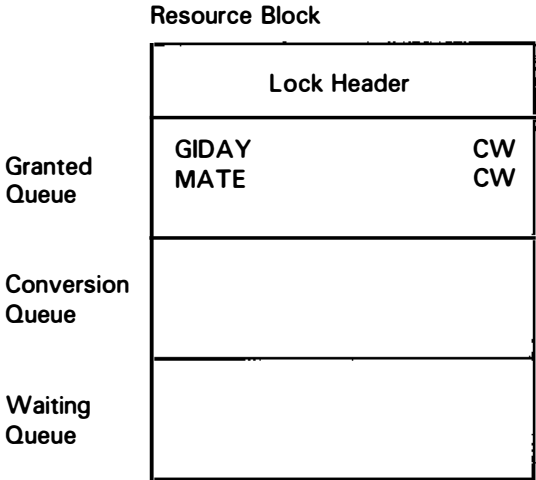 Resource Block
Lock Header
Granted
Queue
GIDAY CW
MATE CW
Conversion
Queue
Waiting
Queue